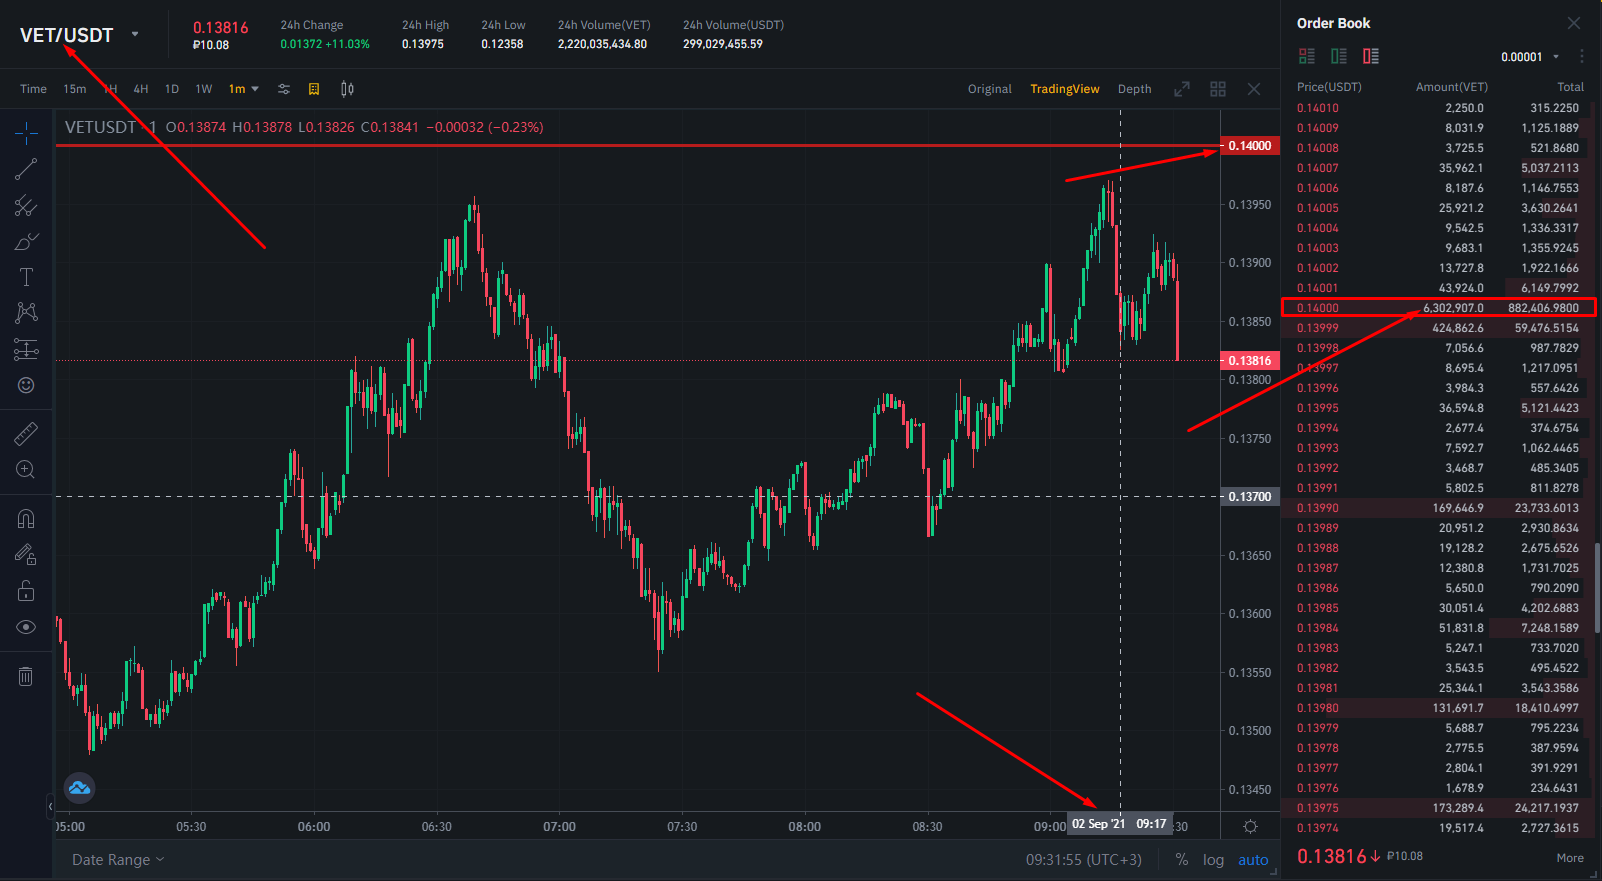 VET/USDT
0.13816
₽10.08
24h Change
0.01372 +11.03%
24h High
0.13975
24h Low
0.12358
24h Volume(VET)
2,220,035,434.80
24h Volume(USDT)
299,029,455.59
Time 15m 1H 4H 1D 1W 1m
Original TradingView Depth
VETUSDT · 1 O0.13874 H0.13878 L0.13826 C0.13841 −0.00032 (−0.23%)
0.14000
0.13950
0.13900
0.13850
0.13816
0.13800
0.13750
0.13700
0.13650
0.13600
0.13550
0.13500
0.13450
05:00 05:30 06:00 06:30 07:00 07:30 08:00 08:30 09:00 02 Sep '21 09:17 :30
Date Range 09:31:55 (UTC+3) % log auto
Order Book
0.00001
Price(USDT) Amount(VET) Total
0.14010 2,250.0 315.2250
0.14009 8,031.9 1,125.1889
0.14008 3,725.5 521.8680
0.14007 35,962.1 5,037.2113
0.14006 8,187.6 1,146.7553
0.14005 25,921.2 3,630.2641
0.14004 9,542.5 1,336.3317
0.14003 9,683.1 1,355.9245
0.14002 13,727.8 1,922.1666
0.14001 43,924.0 6,149.7992
0.14000 6,302,907.0 882,406.9800
0.13999 424,862.6 59,476.5154
0.13998 7,056.6 987.7829
0.13997 8,695.4 1,217.0951
0.13996 3,984.3 557.6426
0.13995 36,594.8 5,121.4423
0.13994 2,677.4 374.6754
0.13993 7,592.7 1,062.4465
0.13992 3,468.7 485.3405
0.13991 5,802.5 811.8278
0.13990 169,646.9 23,733.6013
0.13989 20,951.2 2,930.8634
0.13988 19,128.2 2,675.6526
0.13987 12,380.8 1,731.7025
0.13986 5,650.0 790.2090
0.13985 30,051.4 4,202.6883
0.13984 51,831.8 7,248.1589
0.13983 5,247.1 733.7020
0.13982 3,543.5 495.4522
0.13981 25,344.1 3,543.3586
0.13980 131,691.7 18,410.4997
0.13979 5,688.7 795.2234
0.13978 2,775.5 387.9594
0.13977 2,804.1 391.9291
0.13976 1,678.9 234.6431
0.13975 173,289.4 24,217.1937
0.13974 19,517.4 2,727.3615
0.13816↓ ₽10.08 More